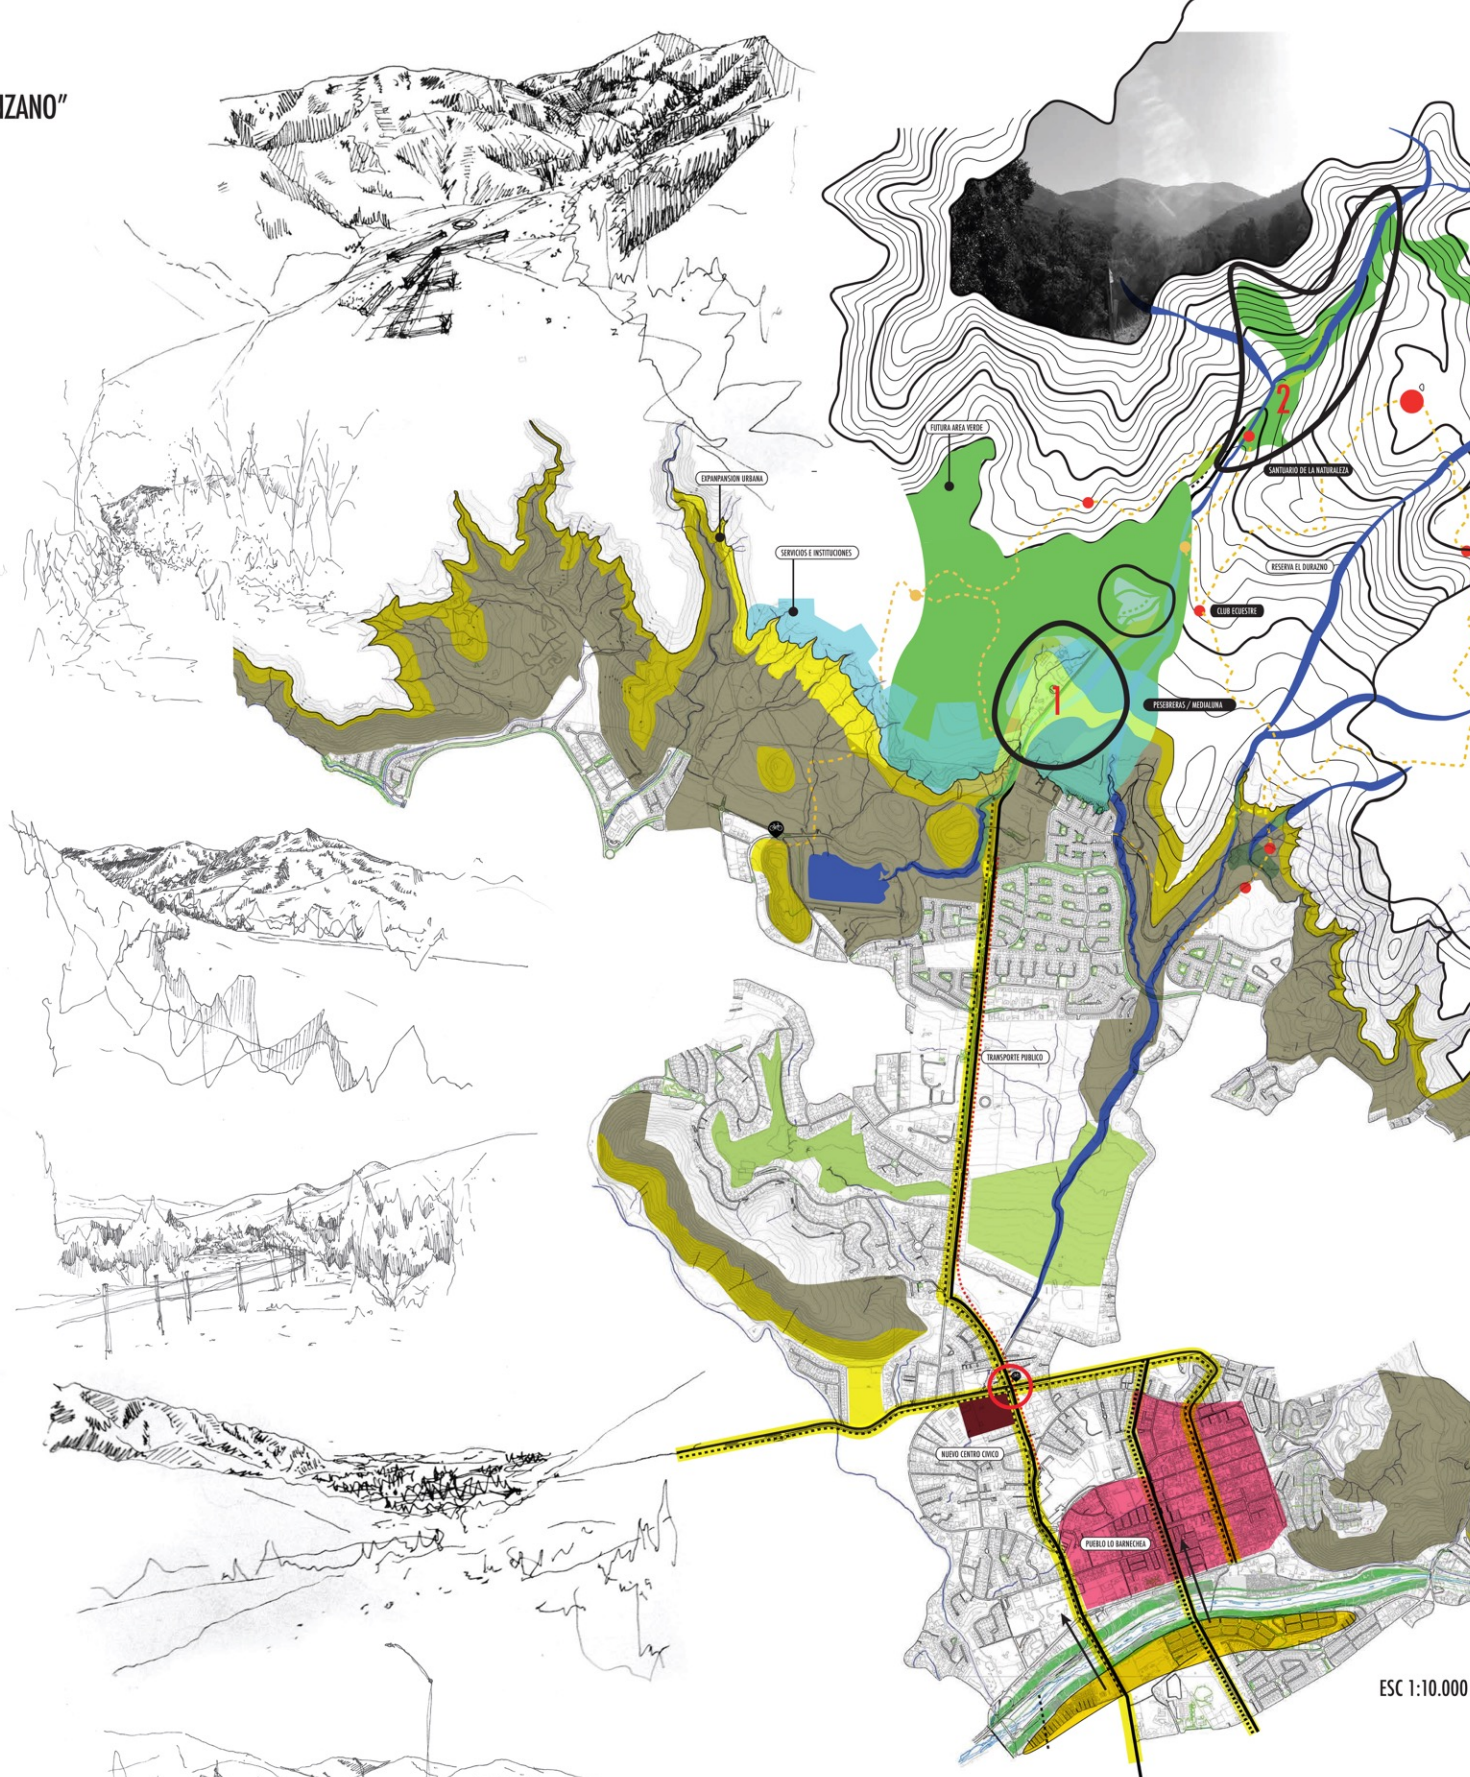 IZANO"
FUTURA AREA VERDE
EXPANPANSION URBANA
SERVICIOS E INSTITUCIONES
2
SANTUARIO DE LA NATURALEZA
RESERVA EL DURAZNO
CLUB ECUESTRE
1
PESEBRERAS / MEDIALUNA
TRANSPORTE PUBLICO
NUEVO CENTRO CIVICO
PUEBLO LO BARNECHEA
ESC 1:10.000